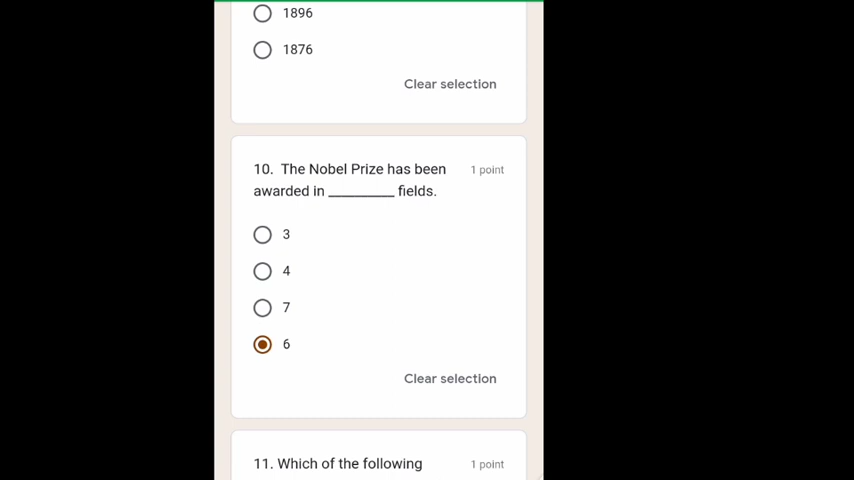 1896
1876
Clear selection
10. The Nobel Prize has been 1 point
awarded in _________ fields.
3
4
7
6
Clear selection
11. Which of the following 1 point